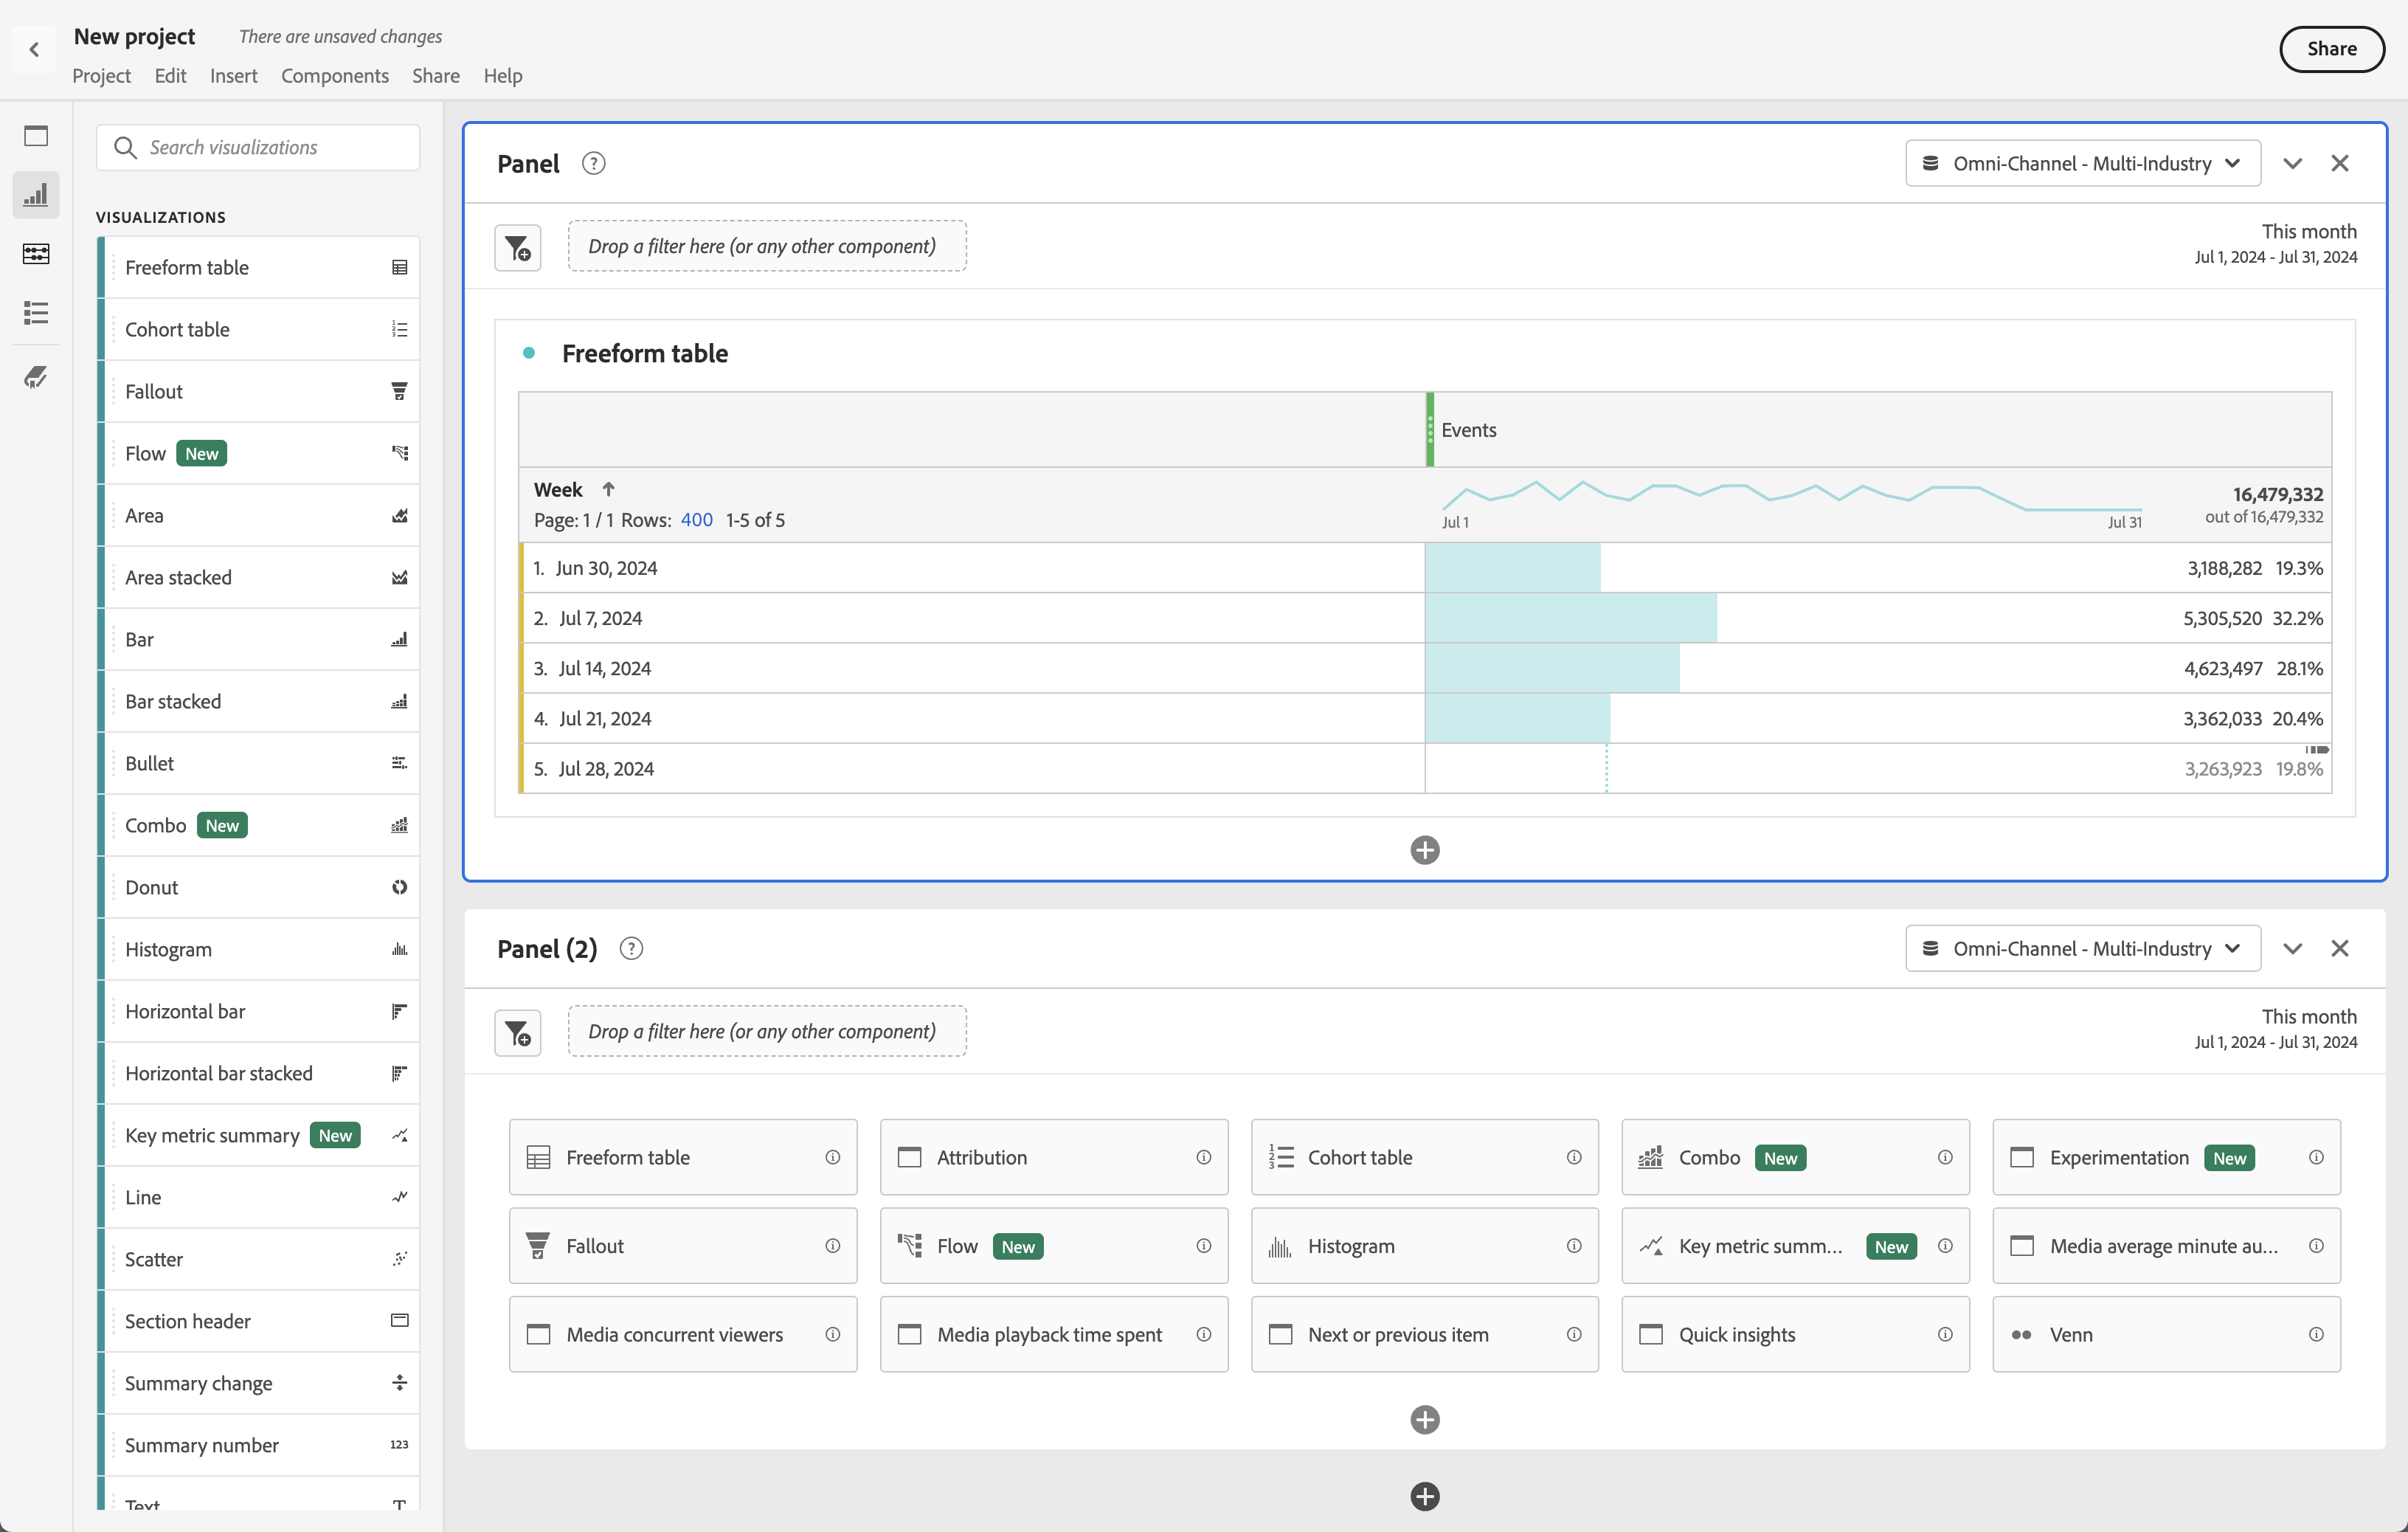 New project There are unsaved changes
Project Edit Insert Components Share Help
Share
Search visualizations
VISUALIZATIONS
Freeform table
Cohort table
Fallout
Flow New
Area
Area stacked
Bar
Bar stacked
Bullet
Combo New
Donut
Histogram
Horizontal bar
Horizontal bar stacked
Key metric summary New
Line
Scatter
Section header
Summary change
Summary number 123
Text
Panel ? Omni-Channel - Multi-Industry
Drop a filter here (or any other component)
This month
Jul 1, 2024 - Jul 31, 2024
Freeform table
Events
Week
Page: 1 / 1 Rows: 400 1-5 of 5
Jul 1 Jul 31
16,479,332
out of 16,479,332
1. Jun 30, 2024 3,188,282 19.3%
2. Jul 7, 2024 5,305,520 32.2%
3. Jul 14, 2024 4,623,497 28.1%
4. Jul 21, 2024 3,362,033 20.4%
5. Jul 28, 2024 3,263,923 19.8%
Panel (2) ? Omni-Channel - Multi-Industry
Drop a filter here (or any other component)
This month
Jul 1, 2024 - Jul 31, 2024
Freeform table Attribution Cohort table Combo New Experimentation New
Fallout Flow New Histogram Key metric summ... New Media average minute au...
Media concurrent viewers Media playback time spent Next or previous item Quick insights Venn